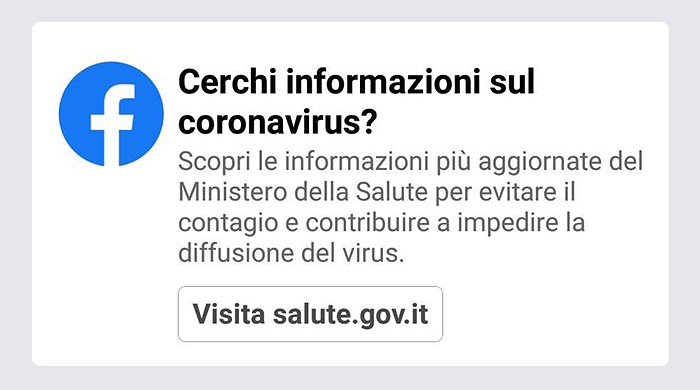 Cerchi informazioni sul
coronavirus?
Scopri le informazioni più aggiornate del
Ministero della Salute per evitare il
contagio e contribuire a impedire la
diffusione del virus.
Visita salute.gov.it